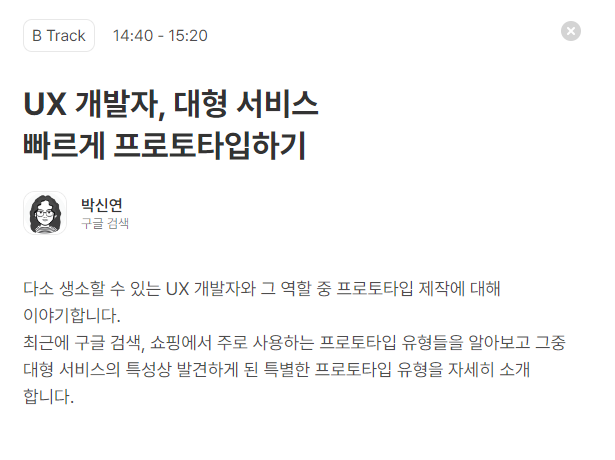 B Track 14:40 - 15:20
UX 개발자, 대형 서비스
빠르게 프로토타입하기
박신연
구글 검색
다소 생소할 수 있는 UX 개발자와 그 역할 중 프로토타입 제작에 대해
이야기합니다.
최근에 구글 검색, 쇼핑에서 주로 사용하는 프로토타입 유형들을 알아보고 그중
대형 서비스의 특성상 발견하게 된 특별한 프로토타입 유형을 자세히 소개
합니다.